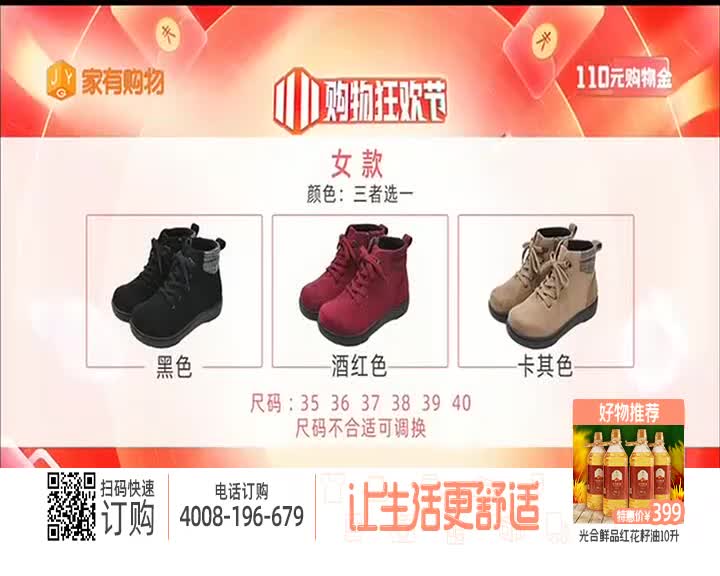 JYG 家有购物
购物狂欢节
110元购物金
女款
颜色：三者选一
黑色
酒红色
卡其色
尺码：35 36 37 38 39 40
尺码不合适可调换
好物推荐
特惠价¥399
光合鲜品红花籽油10升
扫码快速
订购
电话订购
4008-196-679
让生活更舒适